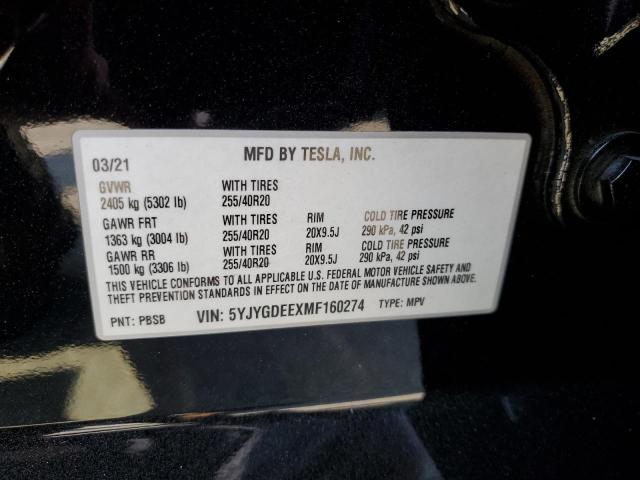 03/21 MFD BY TESLA, INC.
GVWR WITH TIRES
2405 kg (5302 lb) 255/40R20
GAWR FRT WITH TIRES RIM COLD TIRE PRESSURE
1363 kg (3004 lb) 255/40R20 20X9.5J 290 kPa, 42 psi
GAWR RR WITH TIRES RIM COLD TIRE PRESSURE
1500 kg (3306 lb) 255/40R20 20X9.5J 290 kPa, 42 psi
THIS VEHICLE CONFORMS TO ALL APPLICABLE U.S. FEDERAL MOTOR VEHICLE SAFETY AND
THEFT PREVENTION STANDARDS IN EFFECT ON THE DATE OF MANUFACTURE SHOWN ABOVE.
PNT: PBSB VIN: 5YJYGDEEXMF160274 TYPE: MPV